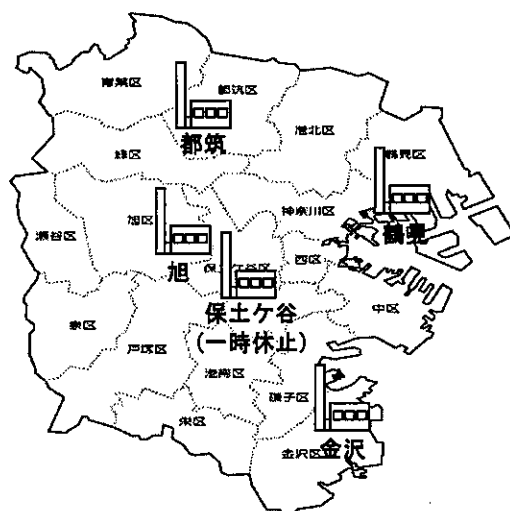 青葉区
都筑区
都筑
港北区
緑区
鶴見区
鶴見
旭区
旭
神奈川区
瀬谷区
保土ケ谷区
西区
保土ケ谷
(一時休止)
中区
泉区
戸塚区
港南区
磯子区
栄区
金沢区
金沢